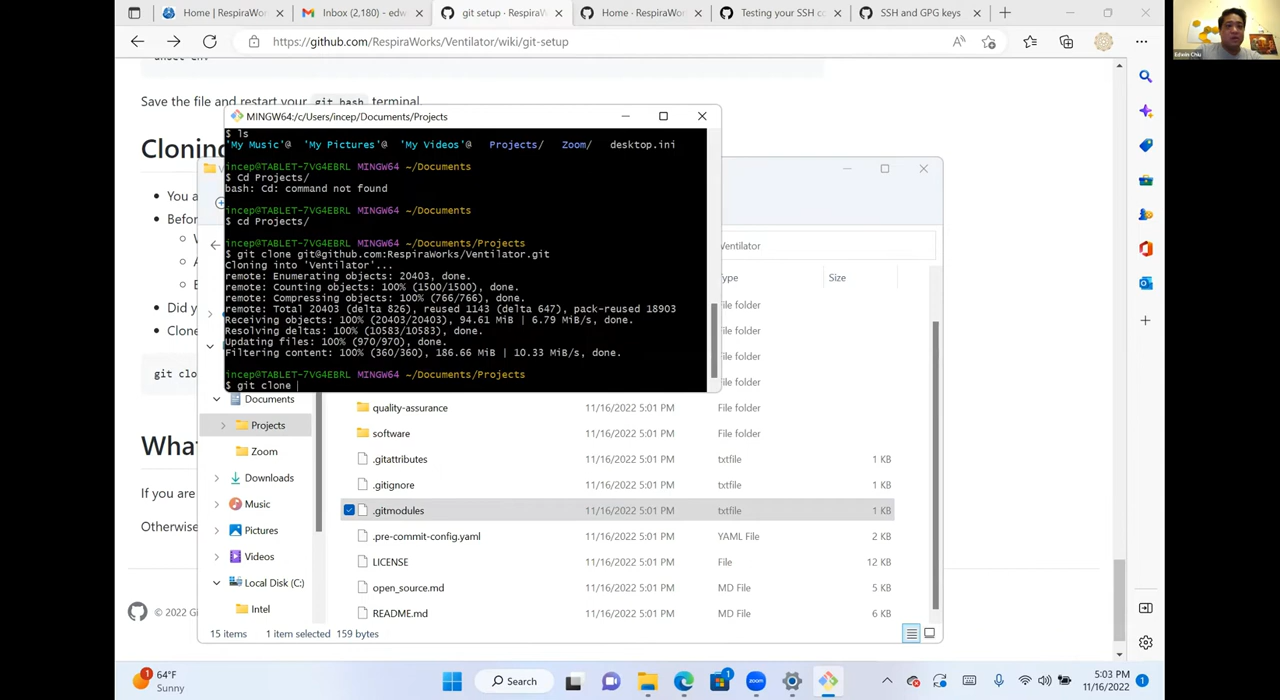 Home | RespiraWor
Inbox (2,180) - edw
git setup · Respira
Home · RespiraWor
Testing your SSH co
SSH and GPG keys
https://github.com/RespiraWorks/Ventilator/wiki/git-setup
Edwin Chiu
Save the file and restart your git bash terminal.
MINGW64:/c/Users/incep/Documents/Projects
$ ls
'My Music'@ 'My Pictures'@ 'My Videos'@ Projects/ Zoom/ desktop.ini
incep@TABLET-7VG4EBRL MINGW64 ~/Documents
$ Cd Projects/
bash: Cd: command not found
incep@TABLET-7VG4EBRL MINGW64 ~/Documents
$ cd Projects/
incep@TABLET-7VG4EBRL MINGW64 ~/Documents/Projects
$ git clone git@github.com:RespiraWorks/Ventilator.git
Cloning into 'Ventilator'...
remote: Enumerating objects: 20403, done.
remote: Counting objects: 100% (1500/1500), done.
remote: Compressing objects: 100% (766/766), done.
remote: Total 20403 (delta 826), reused 1143 (delta 647), pack-reused 18903
Receiving objects: 100% (20403/20403), 94.61 MiB | 6.79 MiB/s, done.
Resolving deltas: 100% (10583/10583), done.
Updating files: 100% (970/970), done.
Filtering content: 100% (360/360), 186.66 MiB | 10.33 MiB/s, done.
incep@TABLET-7VG4EBRL MINGW64 ~/Documents/Projects
$ git clone
Cloning
You a
Befor
Did y
Clone
git clo
What
If you are
Otherwise
© 2022 Gi
Ventilator
ype
Size
ile folder
ile folder
ile folder
ile folder
Documents
Projects
Zoom
Downloads
Music
Pictures
Videos
Local Disk (C:)
Intel
quality-assurance 11/16/2022 5:01 PM File folder
software 11/16/2022 5:01 PM File folder
.gitattributes 11/16/2022 5:01 PM txtfile 1 KB
.gitignore 11/16/2022 5:01 PM txtfile 1 KB
.gitmodules 11/16/2022 5:01 PM txtfile 1 KB
.pre-commit-config.yaml 11/16/2022 5:01 PM YAML File 2 KB
LICENSE 11/16/2022 5:01 PM File 12 KB
open_source.md 11/16/2022 5:01 PM MD File 5 KB
README.md 11/16/2022 5:01 PM MD File 6 KB
15 items 1 item selected 159 bytes
64°F
Sunny
Search
zoom
5:03 PM
11/16/2022